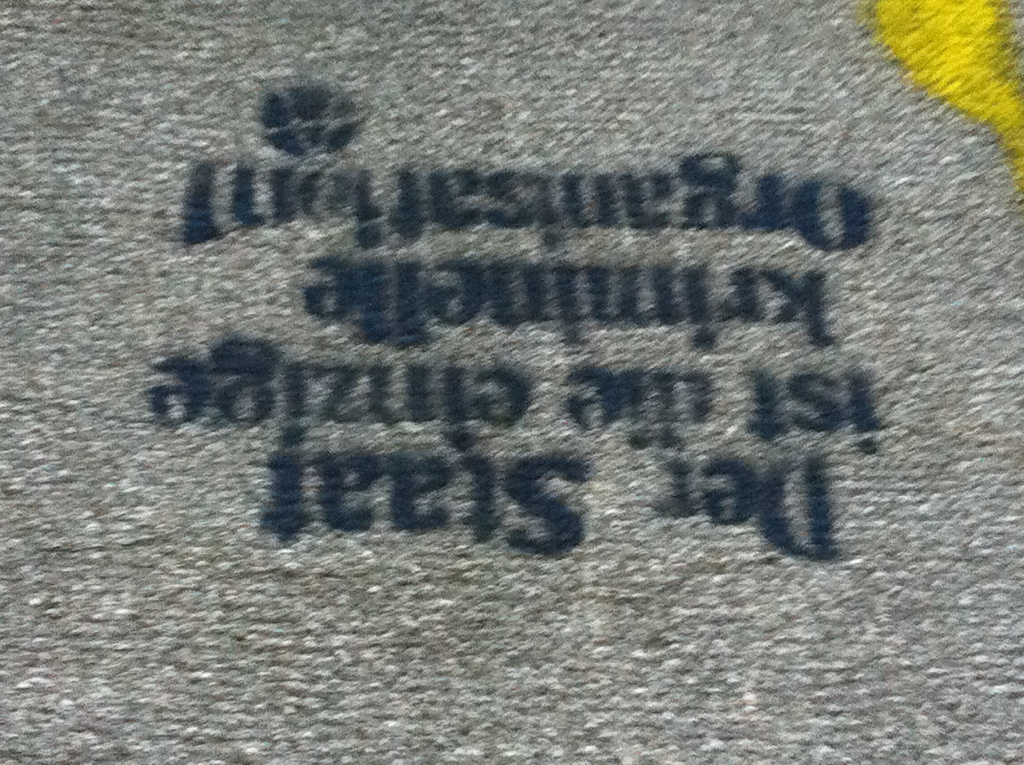 Der Staat
ist die einzige
kriminelle
Organisation!